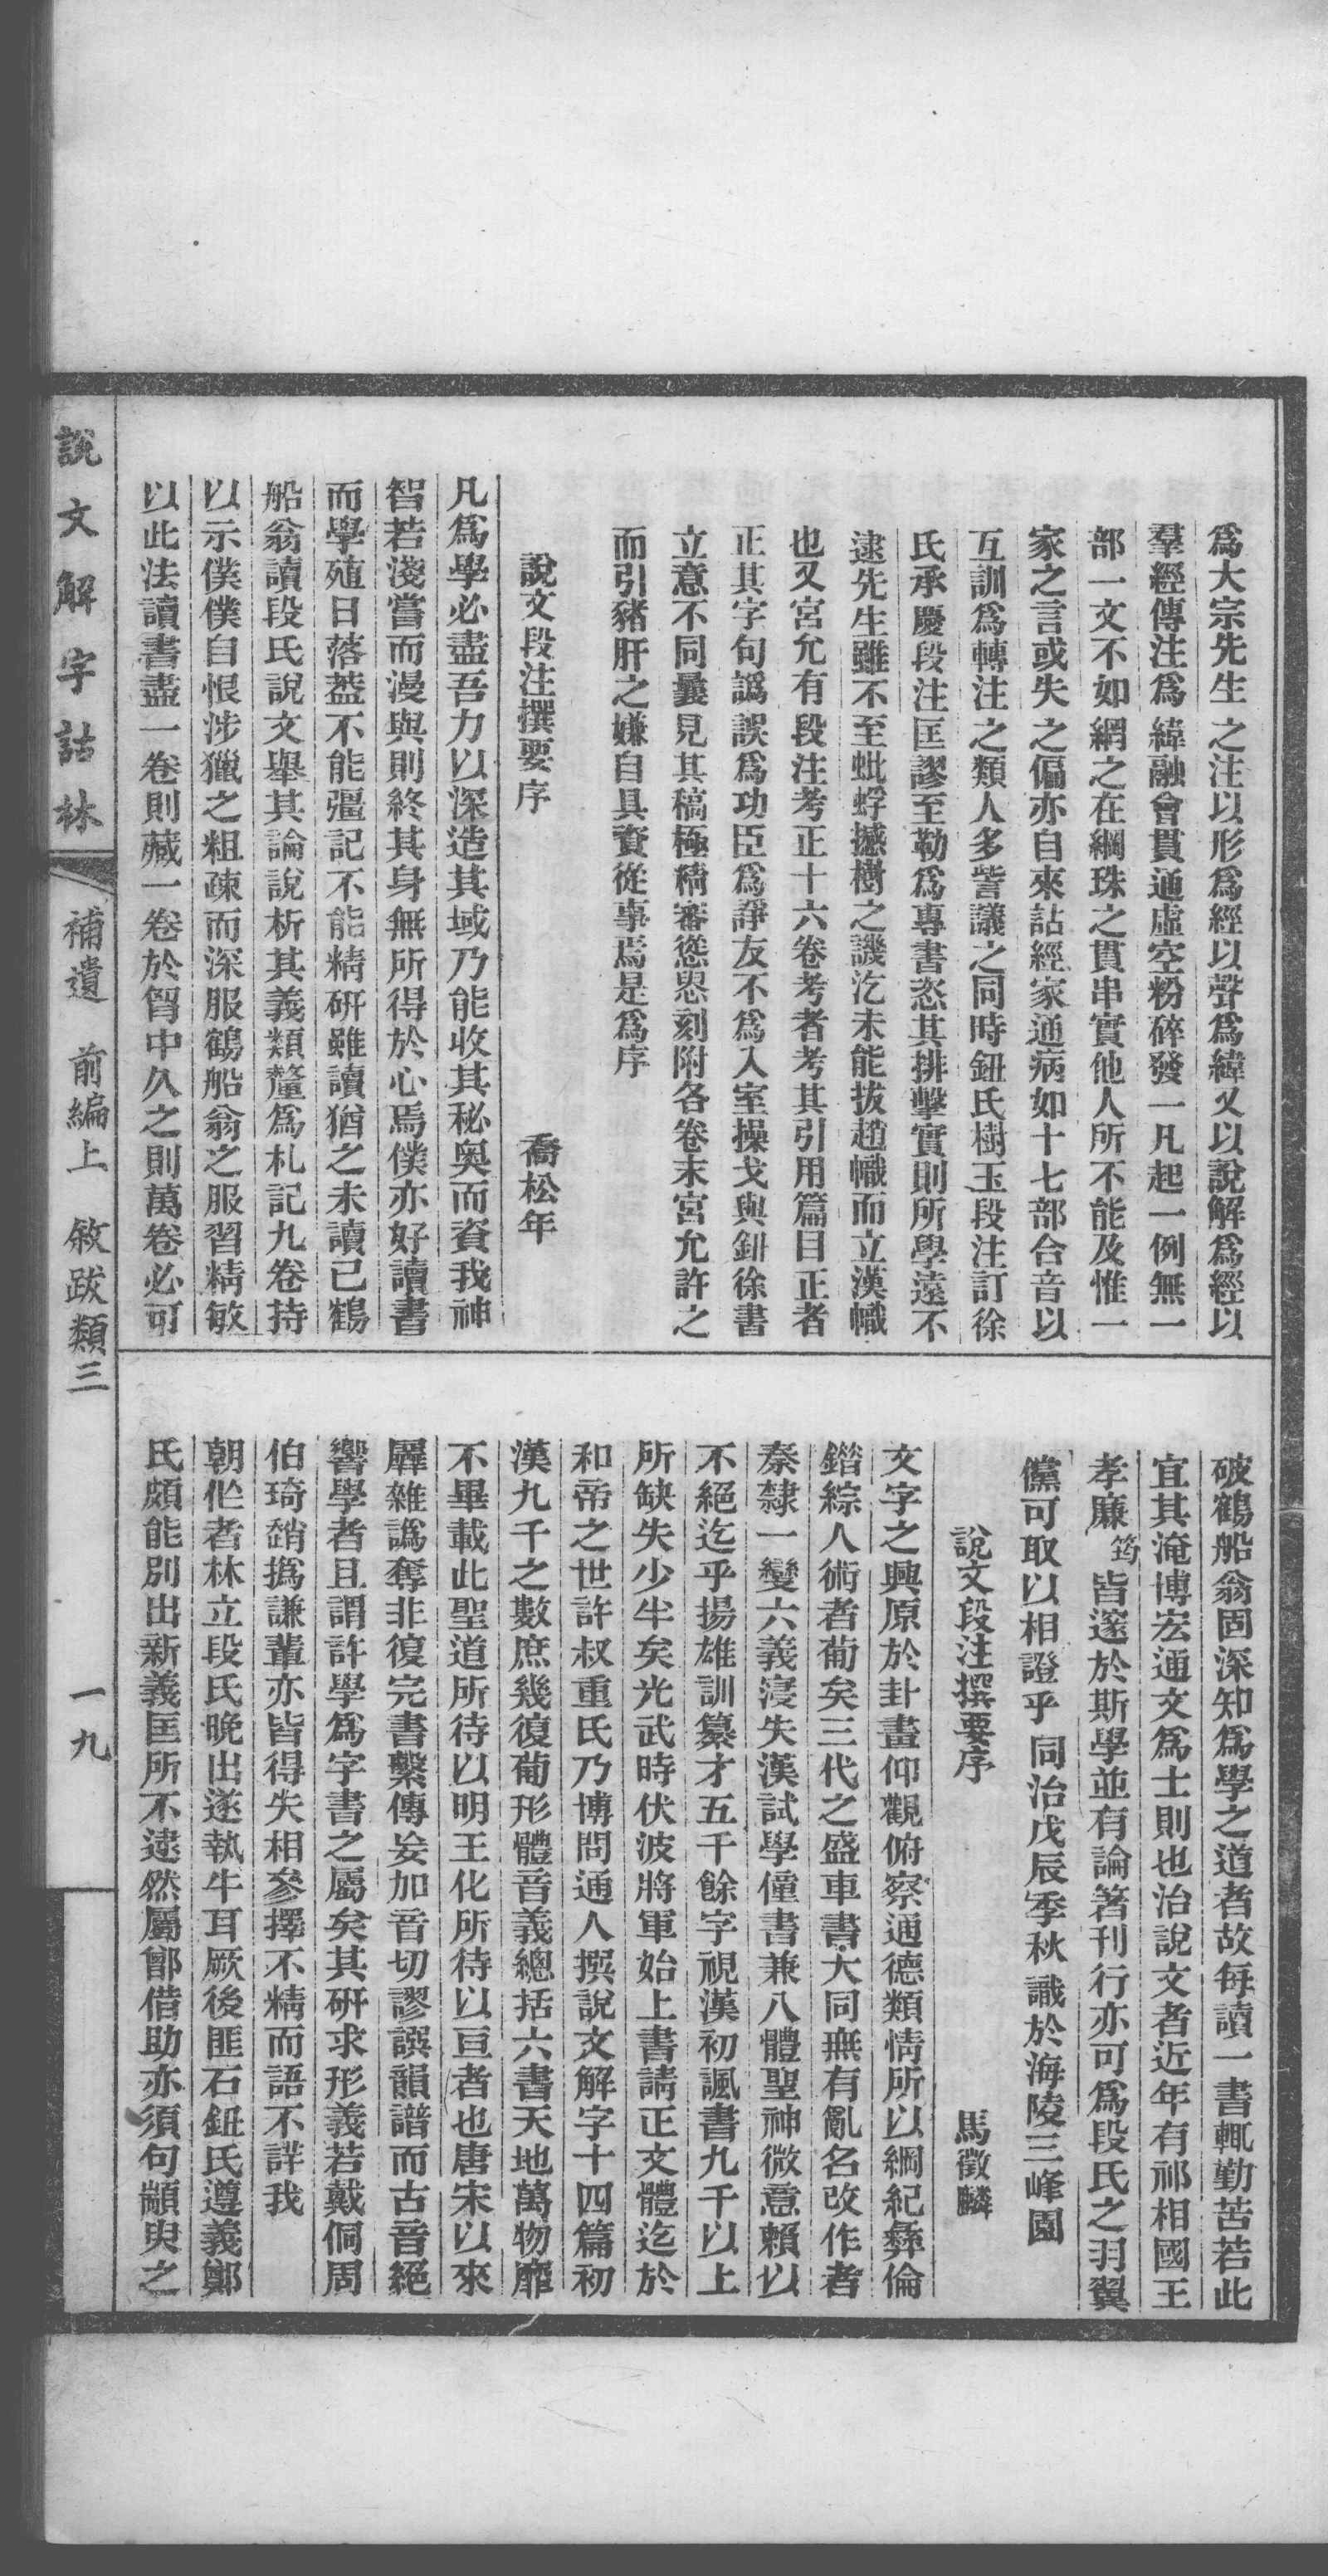 爲大宗先生之注以形爲經以聲爲緯又以說解爲經以
羣經傳注爲緯融會貫通虛空粉碎發一凡起一例無一
部一文不如網之在綱珠之貫串實他人所不能及惟一
家之言或失之偏亦自來詁經家通病如十七部合音以
互訓爲轉注之類人多訾議之同時鈕氏樹玉段注訂徐
氏承慶段注匡謬至勒爲專書恣其排擊實則所學遠不
逮先生雖不至蚍蜉撼樹之譏汔未能拔趙幟而立漢幟
也又宮允有段注考正十六卷考者考其引用篇目正者
正其字句譌誤爲功臣爲諍友不爲入室操戈與鈕徐書
立意不同曩見其稿極精審慫恿刻附各卷末宮允許之
而引豬肝之嫌自具資從事焉是爲序
說文段注撰要序 喬松年
凡爲學必盡吾力以深造其域乃能收其秘奥而資我神
智若淺嘗而漫與則終其身無所得於心焉僕亦好讀書
而學殖日落葢不能彊記不能精硏雖讀猶之未讀已鶴
船翁讀段氏說文舉其論說析其義類釐爲札記九卷持
以示僕僕自恨涉獵之粗疎而深服鶴船翁之服習精敏
以此法讀書盡一卷則藏一卷於胷中久之則萬卷必可
破鶴船翁固深知爲學之道者故每讀一書輒勤苦若此
宜其淹博宏通文爲士則也治說文者近年有祁相國王
孝廉筠皆邃於斯學並有論箸刊行亦可爲段氏之羽翼
儻可取以相證乎同治戊辰季秋識於海陵三峰園
說文段注撰要序 馬徵麟
文字之興原於卦畫仰觀俯察通德類情所以綱紀彝倫
鍇綜人術者葡矣三代之盛車書大同無有亂名改作者
秦隸一變六義寖失漢試學僮書兼八體聖神微意賴以
不絕迄乎揚雄訓纂才五千餘字視漢初諷書九千以上
所缺失少半矣光武時伏波將軍始上書請正文體迄於
和帝之世許叔重氏乃博問通人撰說文解字十四篇初
漢九千之數庶幾復葡形體音義總括六書天地萬物靡
不畢載此聖道所待以明王化所待以亘者也唐宋以來
羼雜譌奪非復完書繫傳妄加音切謬誤韻譜而古音絕
響學者且謂許學爲字書之屬矣其硏求形義若戴侗周
伯琦趙撝謙輩亦皆得失相參擇不精而語不詳我
朝作者林立段氏晩出遂執牛耳厥後匪石鈕氏遵義鄭
氏頗能別出新義匡所不逮然屬鄮借助亦須句顓臾之
說文解字詁林
補遺 前編上 敘跋類三 一九